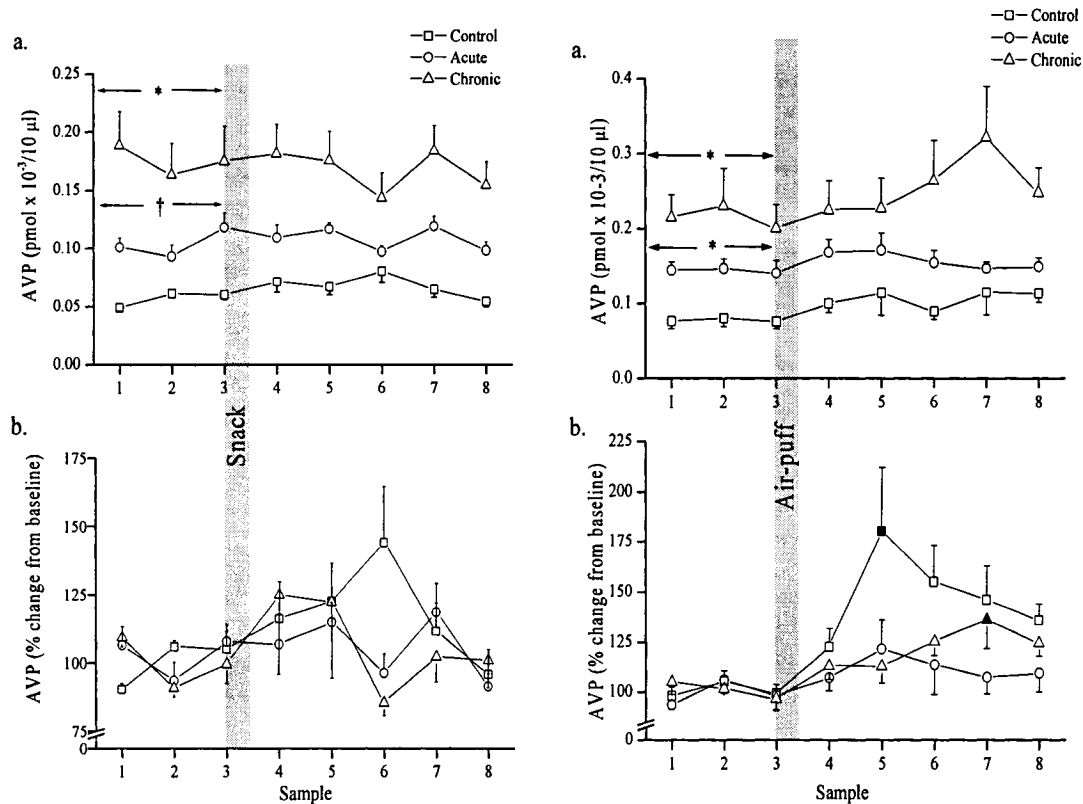 a.
Control
Acute
Chronic
AVP (pmol x 10⁻³/10 µl)
0.25
0.20
0.15
0.10
0.05
0.00
*
†
1 2 3 4 5 6 7 8
Snack
b.
AVP (% change from baseline)
175
150
125
100
75
0
1 2 3 4 5 6 7 8
Sample
a.
Control
Acute
Chronic
AVP (pmol x 10-3/10 µl)
0.4
0.3
0.2
0.1
0.0
*
*
1 2 3 4 5 6 7 8
Air-puff
b.
AVP (% change from baseline)
225
200
175
150
125
100
0
1 2 3 4 5 6 7 8
Sample